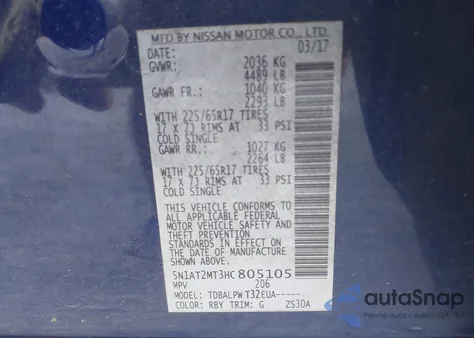 MFD BY NISSAN MOTOR CO., LTD.
DATE: 03/17
GVWR: 2036 KG
4489 LB
GAWR FR.: 1040 KG
2293 LB
WITH 225/65R17 TIRES
17 X 7J RIMS AT 33 PSI
COLD SINGLE
GAWR RR.: 1027 KG
2264 LB
WITH 225/65R17 TIRES
17 X 7J RIMS AT 33 PSI
COLD SINGLE
THIS VEHICLE CONFORMS TO
ALL APPLICABLE FEDERAL
MOTOR VEHICLE SAFETY AND
THEFT PREVENTION
STANDARDS IN EFFECT ON
THE DATE OF MANUFACTURE
SHOWN ABOVE
5N1AT2MT3HC805105
MPV 206
MODEL: TDBALPWT32EUA-----
COLOR: RBY TRIM: G ZS30A
autoSnap
Перевірка авто з США